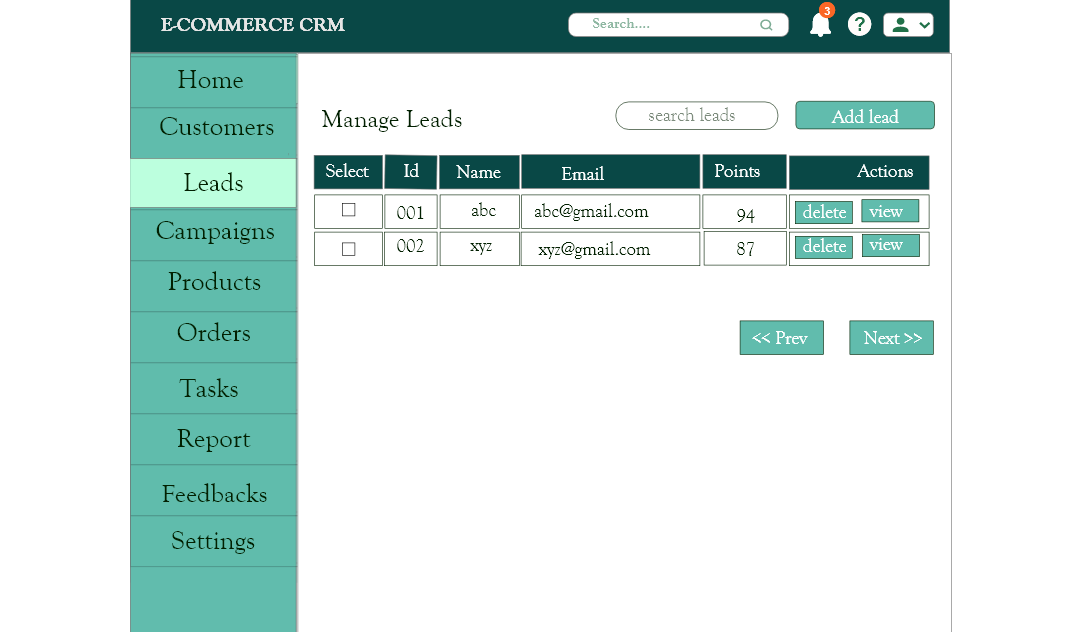 E-COMMERCE CRM
Search....
3
?
Home
Customers
Leads
Campaigns
Products
Orders
Tasks
Report
Feedbacks
Settings
Manage Leads
search leads
Add lead
Select Id Name Email Points Actions
001 abc abc@gmail.com 94 delete view
002 xyz xyz@gmail.com 87 delete view
<< Prev Next >>